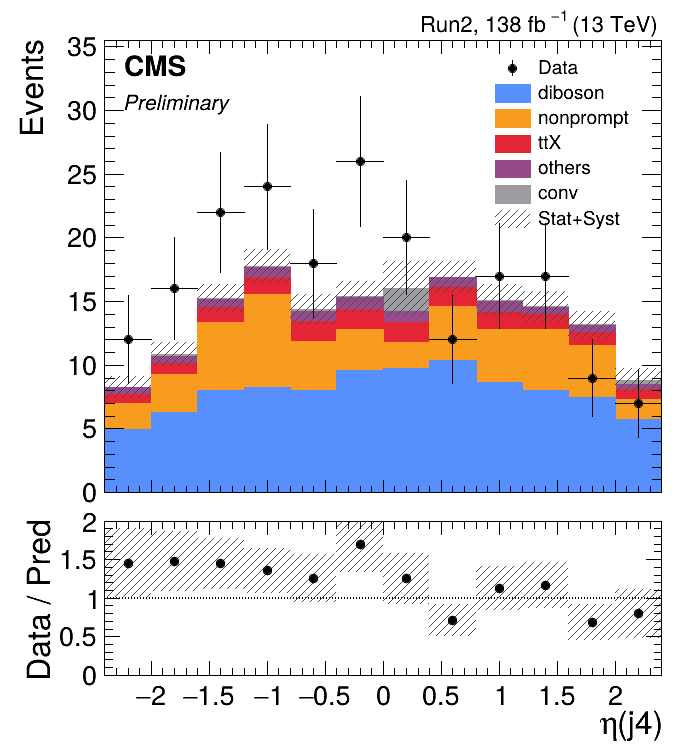 Run2, 138 fb⁻¹ (13 TeV)
CMS
Preliminary
Events
35
30
25
20
15
10
5
0
Data
diboson
nonprompt
ttX
others
conv
Stat+Syst
Data / Pred
2
1.5
1
0.5
0
−2 −1.5 −1 −0.5 0 0.5 1 1.5 2
η(j4)